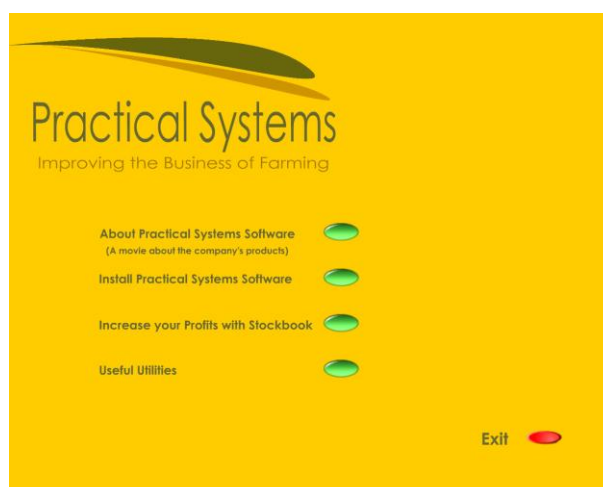 Practical Systems
Improving the Business of Farming
About Practical Systems Software
(A movie about the company's products)
Install Practical Systems Software
Increase your Profits with Stockbook
Useful Utilities
Exit